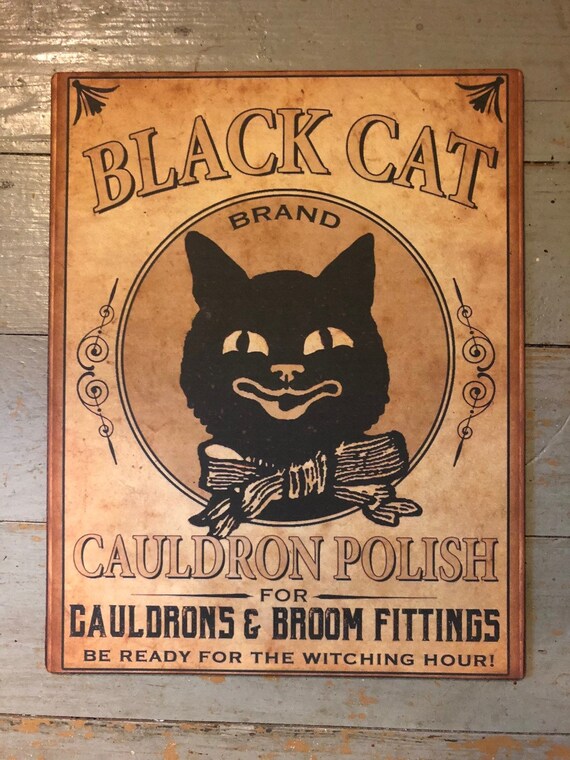 BLACK CAT
BRAND
CAULDRON POLISH
FOR
CAULDRONS & BROOM FITTINGS
BE READY FOR THE WITCHING HOUR!